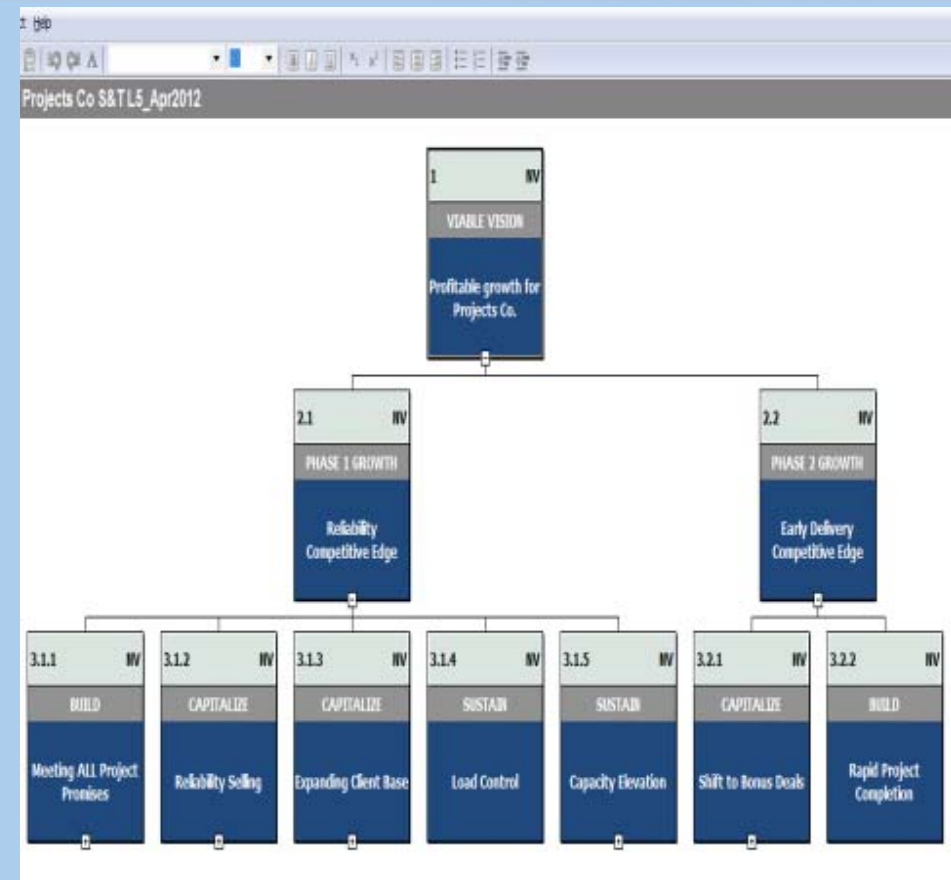 t Help
Projects Co S&T L5_Apr2012
1 NV
VIABLE VISION
Profitable growth for
Projects Co.
2.1 NV
PHASE 1 GROWTH
Reliability
Competitive Edge
2.2 NV
PHASE 2 GROWTH
Early Delivery
Competitive Edge
3.1.1 NV
BUILD
Meeting ALL Project
Promises
3.1.2 NV
CAPITALIZE
Reliability Selling
3.1.3 NV
CAPITALIZE
Expanding Client Base
3.1.4 NV
SUSTAIN
Load Control
3.1.5 NV
SUSTAIN
Capacity Elevation
3.2.1 NV
CAPITALIZE
Shift to Bonus Deals
3.2.2 NV
BUILD
Rapid Project
Completion